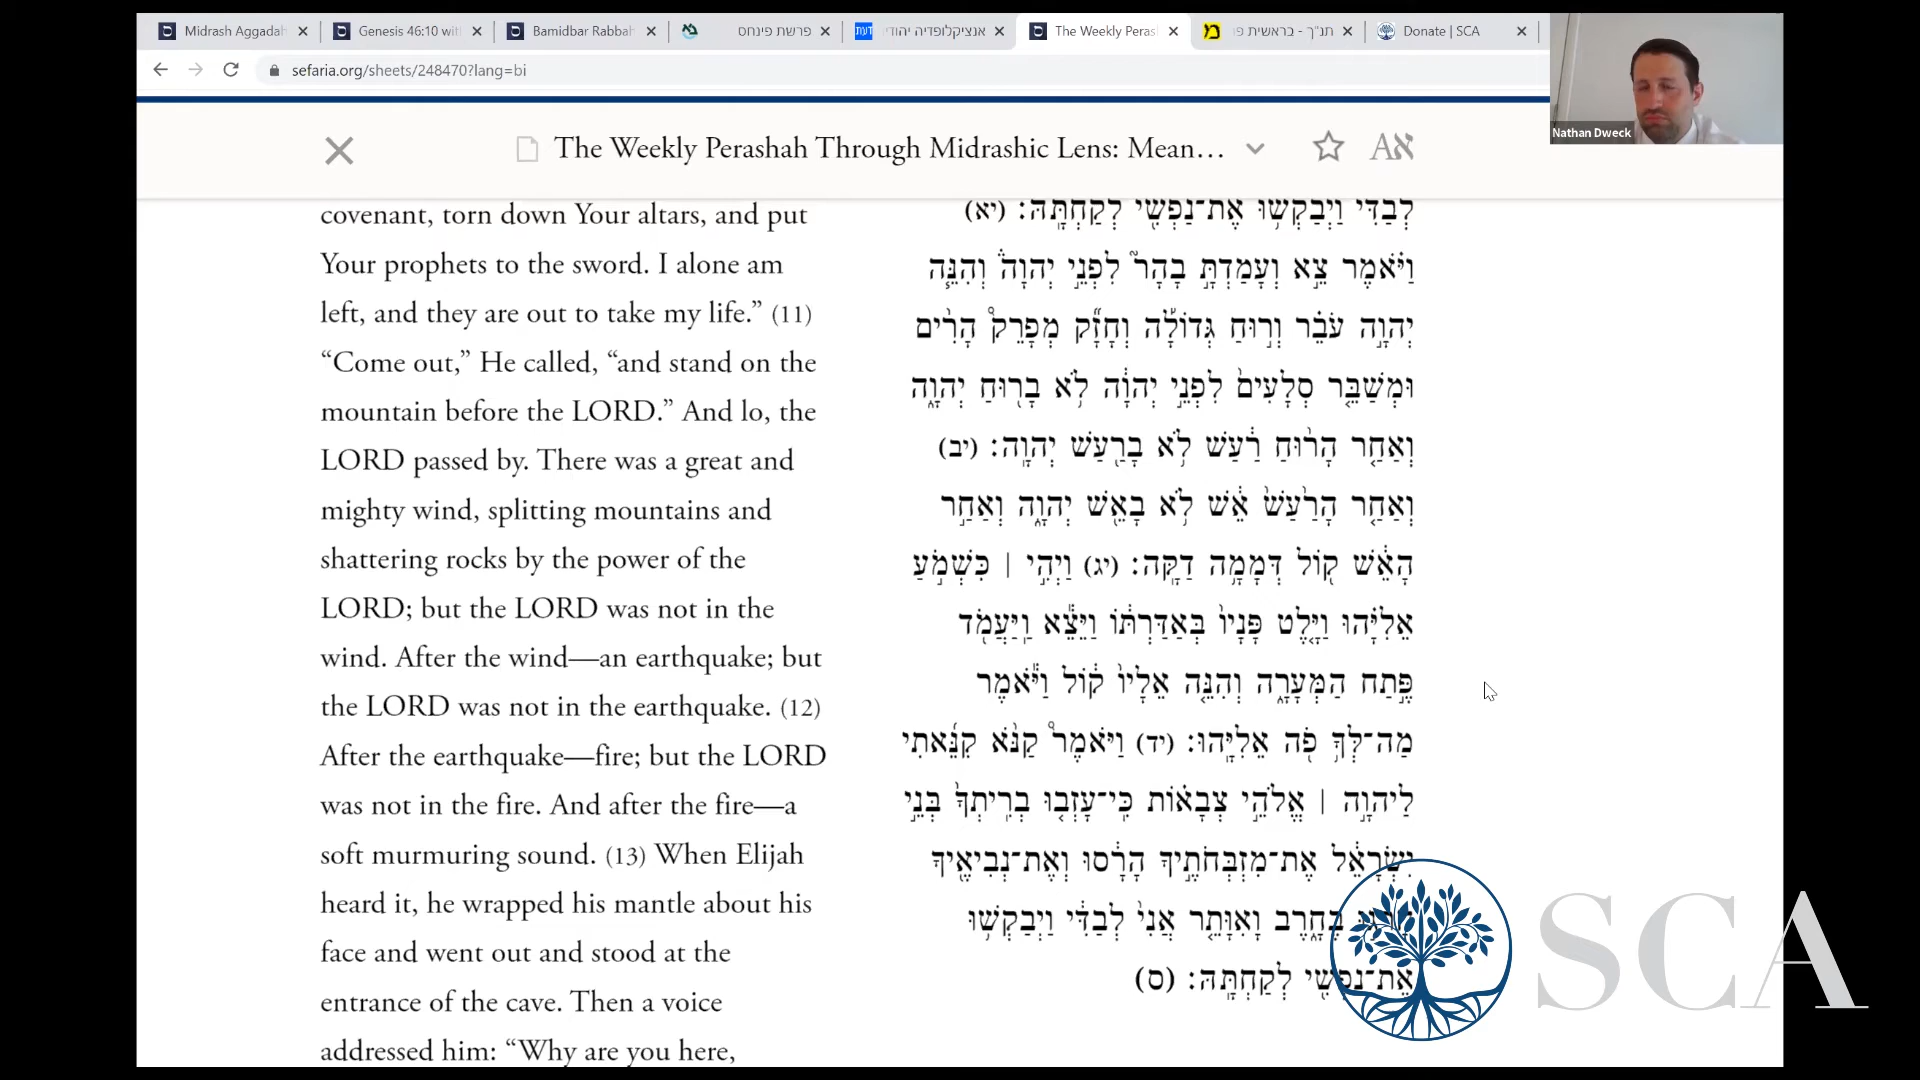 Midrash Aggadah
Genesis 46:10 wit
Bamidbar Rabbah
פרשת פינחס
אנציקלופדיה יהודית
The Weekly Peras
תנ"ך - בראשית פר
Donate | SCA
sefaria.org/sheets/248470?lang=bi
Nathan Dweck
The Weekly Perashah Through Midrashic Lens: Mean…
Aא
covenant, torn down Your altars, and put
Your prophets to the sword. I alone am
left, and they are out to take my life.” (11)
“Come out,” He called, “and stand on the
mountain before the LORD.” And lo, the
LORD passed by. There was a great and
mighty wind, splitting mountains and
shattering rocks by the power of the
LORD; but the LORD was not in the
wind. After the wind—an earthquake; but
the LORD was not in the earthquake. (12)
After the earthquake—fire; but the LORD
was not in the fire. And after the fire—a
soft murmuring sound. (13) When Elijah
heard it, he wrapped his mantle about his
face and went out and stood at the
entrance of the cave. Then a voice
addressed him: “Why are you here,
לְבַדִּ֔י וַיְבַקְשׁ֥וּ אֶת־נַפְשִׁ֖י לְקַחְתָּֽהּ׃ (יא)
וַיֹּ֗אמֶר צֵ֣א וְעָמַדְתָּ֣ בָהָר֮ לִפְנֵ֣י יְהוָה֒ וְהִנֵּ֧ה
יְהוָ֣ה עֹבֵ֗ר וְר֣וּחַ גְּדוֹלָ֡ה וְחָזָ֞ק מְפָרֵק֩ הָרִ֨ים
וּמְשַׁבֵּ֤ר סְלָעִים֙ לִפְנֵ֣י יְהוָ֔ה לֹ֥א בָר֖וּחַ יְהוָ֑ה
וְאַחַ֤ר הָר֙וּחַ֙ רַ֔עַשׁ לֹ֥א בָרַ֖עַשׁ יְהוָֽה׃ (יב)
וְאַחַ֤ר הָרַ֙עַשׁ֙ אֵ֔שׁ לֹ֥א בָאֵ֖שׁ יְהוָ֑ה וְאַחַ֣ר
הָאֵ֔שׁ ק֖וֹל דְּמָמָ֥ה דַקָּֽה׃ (יג) וַיְהִ֣י ׀ כִּשְׁמֹ֣עַ
אֵלִיָּ֗הוּ וַיָּ֤לֶט פָּנָיו֙ בְּאַדַּרְתּ֔וֹ וַיֵּצֵ֕א וַֽיַּעֲמֹ֖ד
פֶּ֣תַח הַמְּעָרָ֑ה וְהִנֵּ֤ה אֵלָיו֙ ק֔וֹל וַיֹּ֕אמֶר
מַה־לְּךָ֥ פֹ֖ה אֵלִיָּֽהוּ׃ (יד) וַיֹּאמֶר֩ קַנֹּ֨א קִנֵּ֜אתִי
לַיהוָ֣ה ׀ אֱלֹהֵ֣י צְבָא֗וֹת כִּֽי־עָזְב֤וּ בְרִֽיתְךָ֙ בְּנֵ֣י
יִשְׂרָאֵ֔ל אֶת־מִזְבְּחֹתֶ֣יךָ הָרָ֔סוּ וְאֶת־נְבִיאֶ֖יךָ
בֶחָ֑רֶב וָאִוָּתֵ֤ר אֲנִי֙ לְבַדִּ֔י וַיְבַקְשׁ֥וּ
אֶת־נַפְשִׁ֖י לְקַחְתָּֽהּ׃ (ס)
SCA